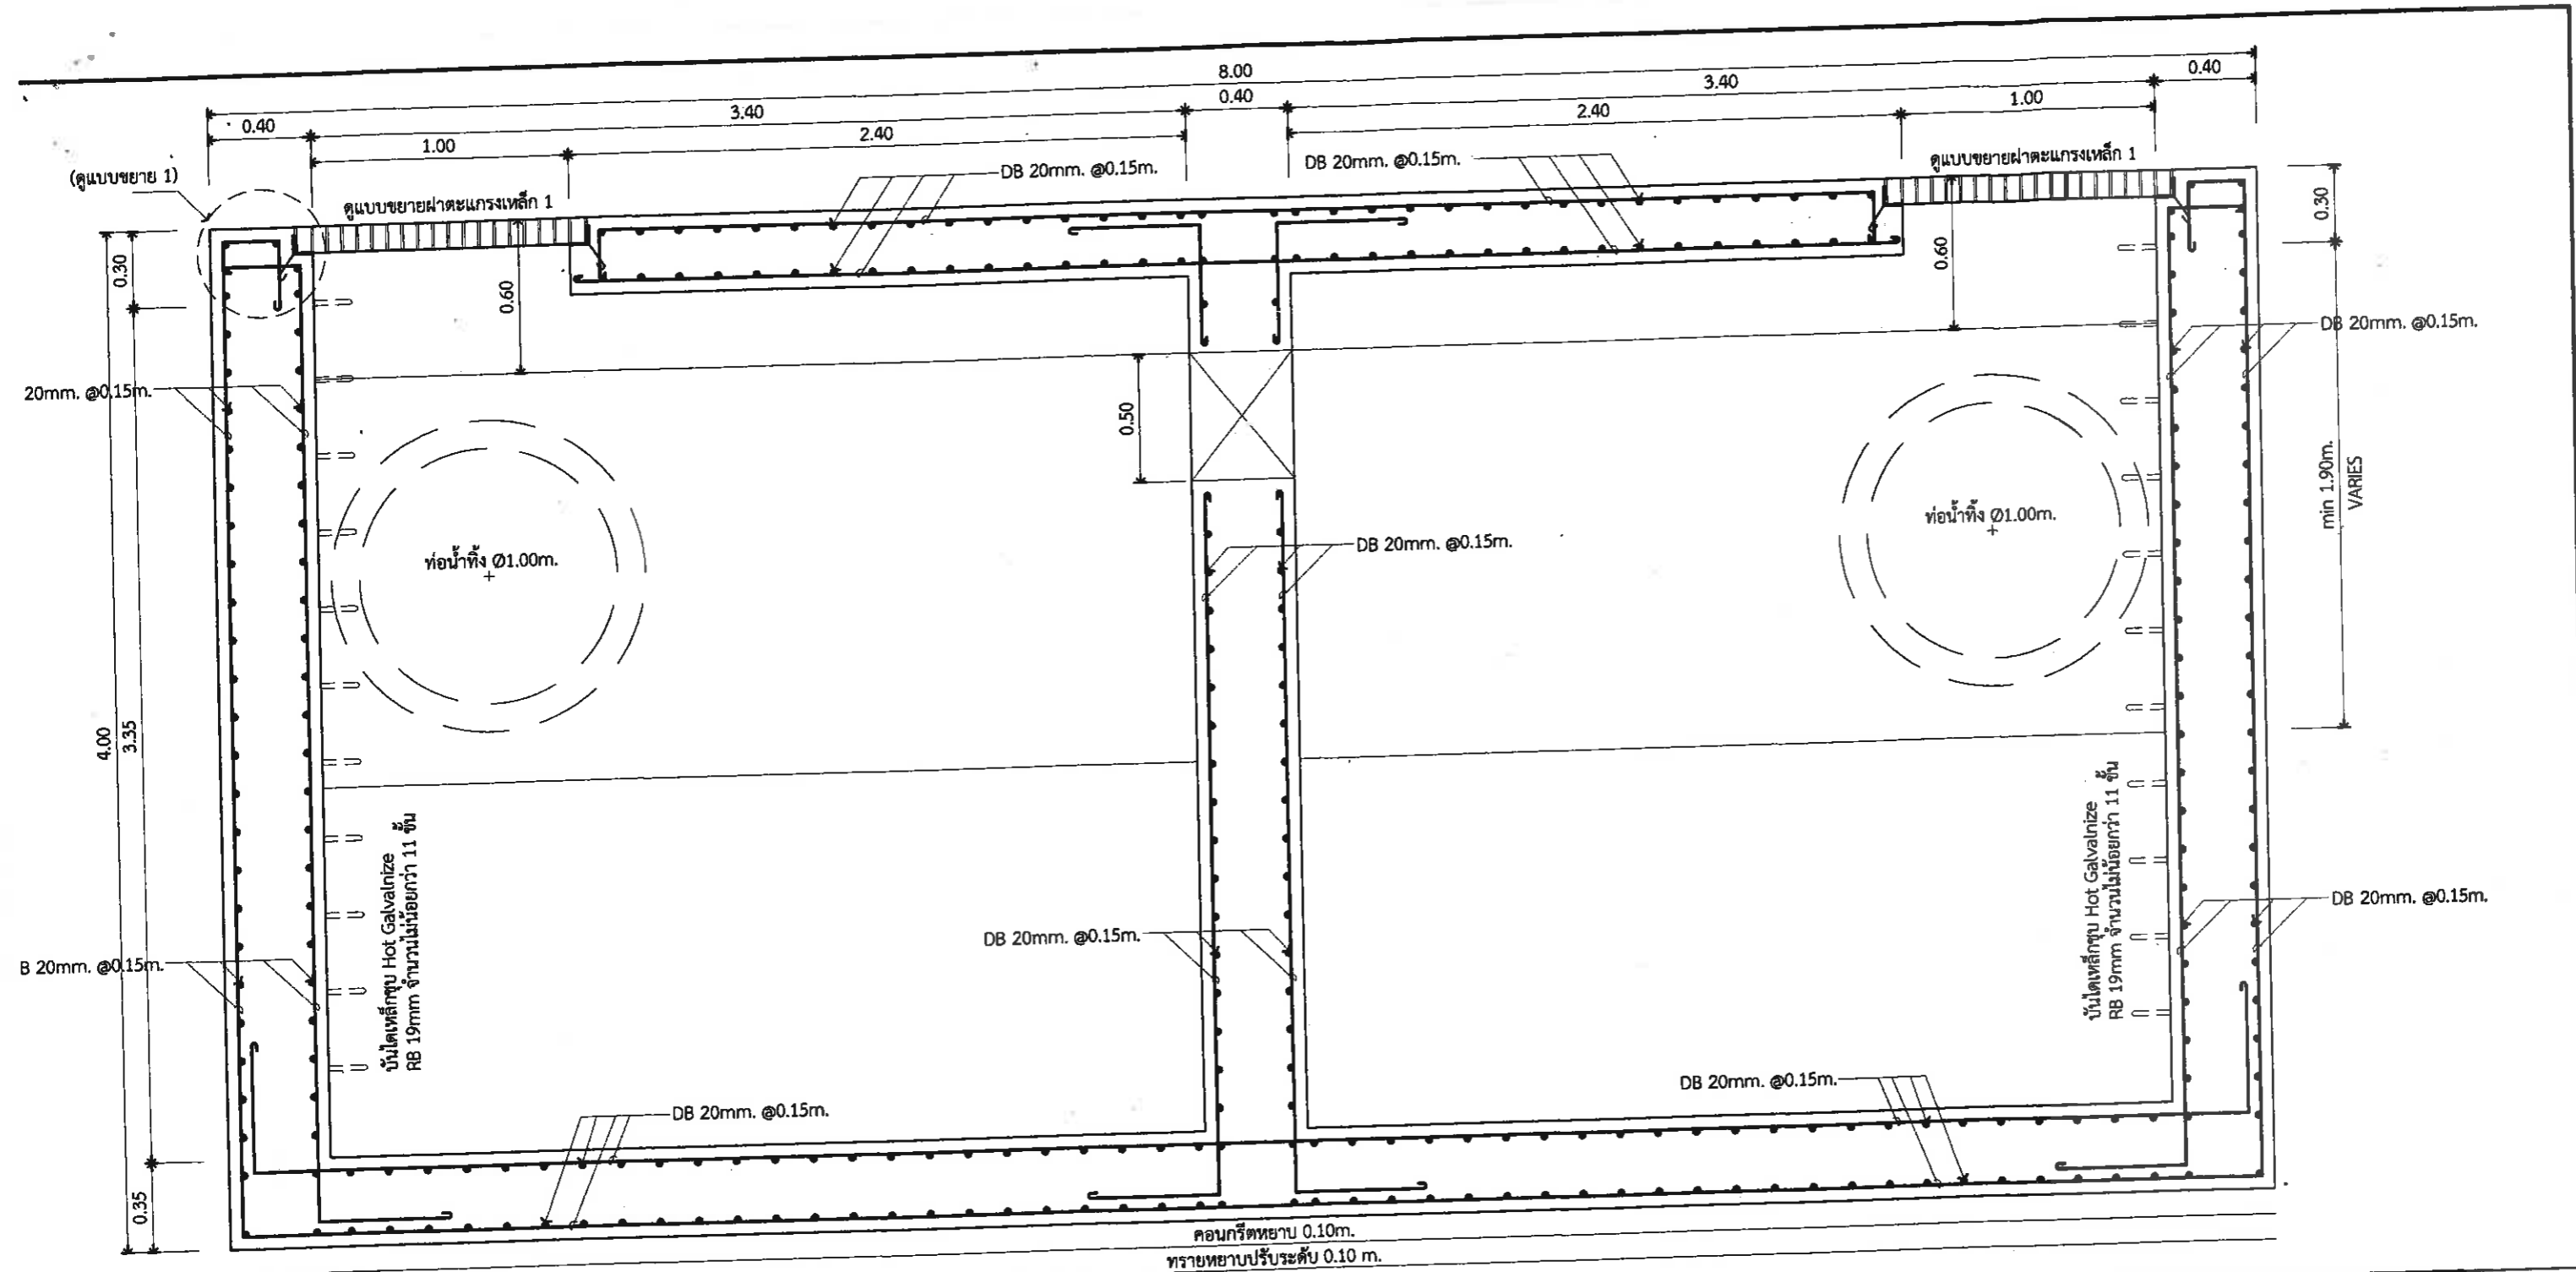 8.00
0.40
3.40
0.40
3.40
0.40
1.00
2.40
2.40
1.00
(ดูแบบขยาย 1)
ดูแบบขยายฝาตะแกรงเหล็ก 1
DB 20mm. @0.15m.
DB 20mm. @0.15m.
ดูแบบขยายฝาตะแกรงเหล็ก 1
0.30
0.60
0.60
0.30
20mm. @0.15m.
0.50
DB 20mm. @0.15m.
ท่อน้ำทิ้ง Ø1.00m.
DB 20mm. @0.15m.
ท่อน้ำทิ้ง Ø1.00m.
min 1.90m.
VARIES
4.00
3.35
บันไดเหล็กชุบ Hot Galvalnize
RB 19mm จำนวนไม่น้อยกว่า 11 ขั้น
บันไดเหล็กชุบ Hot Galvalnize
RB 19mm จำนวนไม่น้อยกว่า 11 ขั้น
B 20mm. @0.15m.
DB 20mm. @0.15m.
DB 20mm. @0.15m.
DB 20mm. @0.15m.
DB 20mm. @0.15m.
0.35
คอนกรีตหยาบ 0.10m.
ทรายหยาบปรับระดับ 0.10 m.